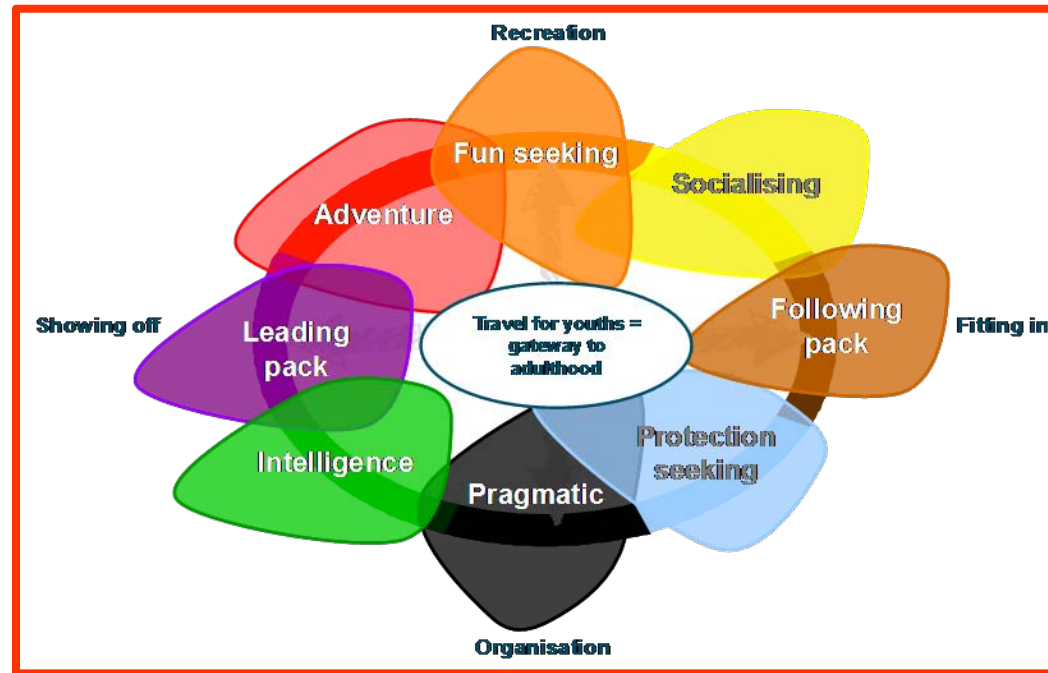 Recreation
Fun seeking
Socialising
Adventure
Showing off
Leading
pack
Travel for youths =
gateway to
adulthood
Following
pack
Fitting in
Intelligence
Pragmatic
Protection
seeking
Organisation